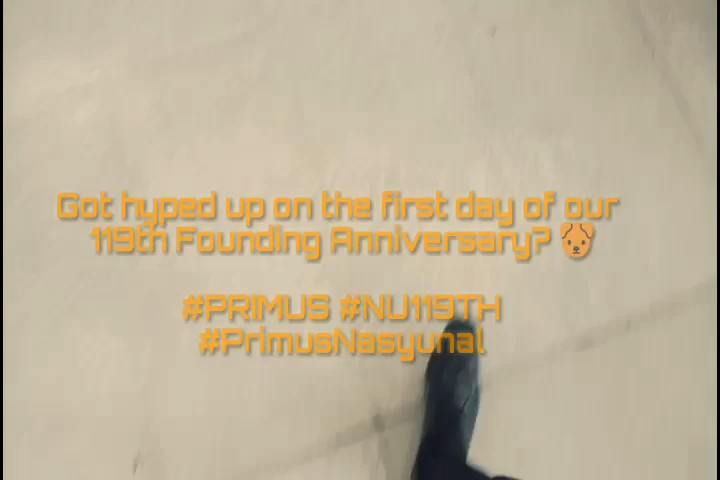 Got hyped up on the first day of our
119th Founding Anniversary? 🐶
#PRIMUS #NU119TH
#PrimusNasyunal